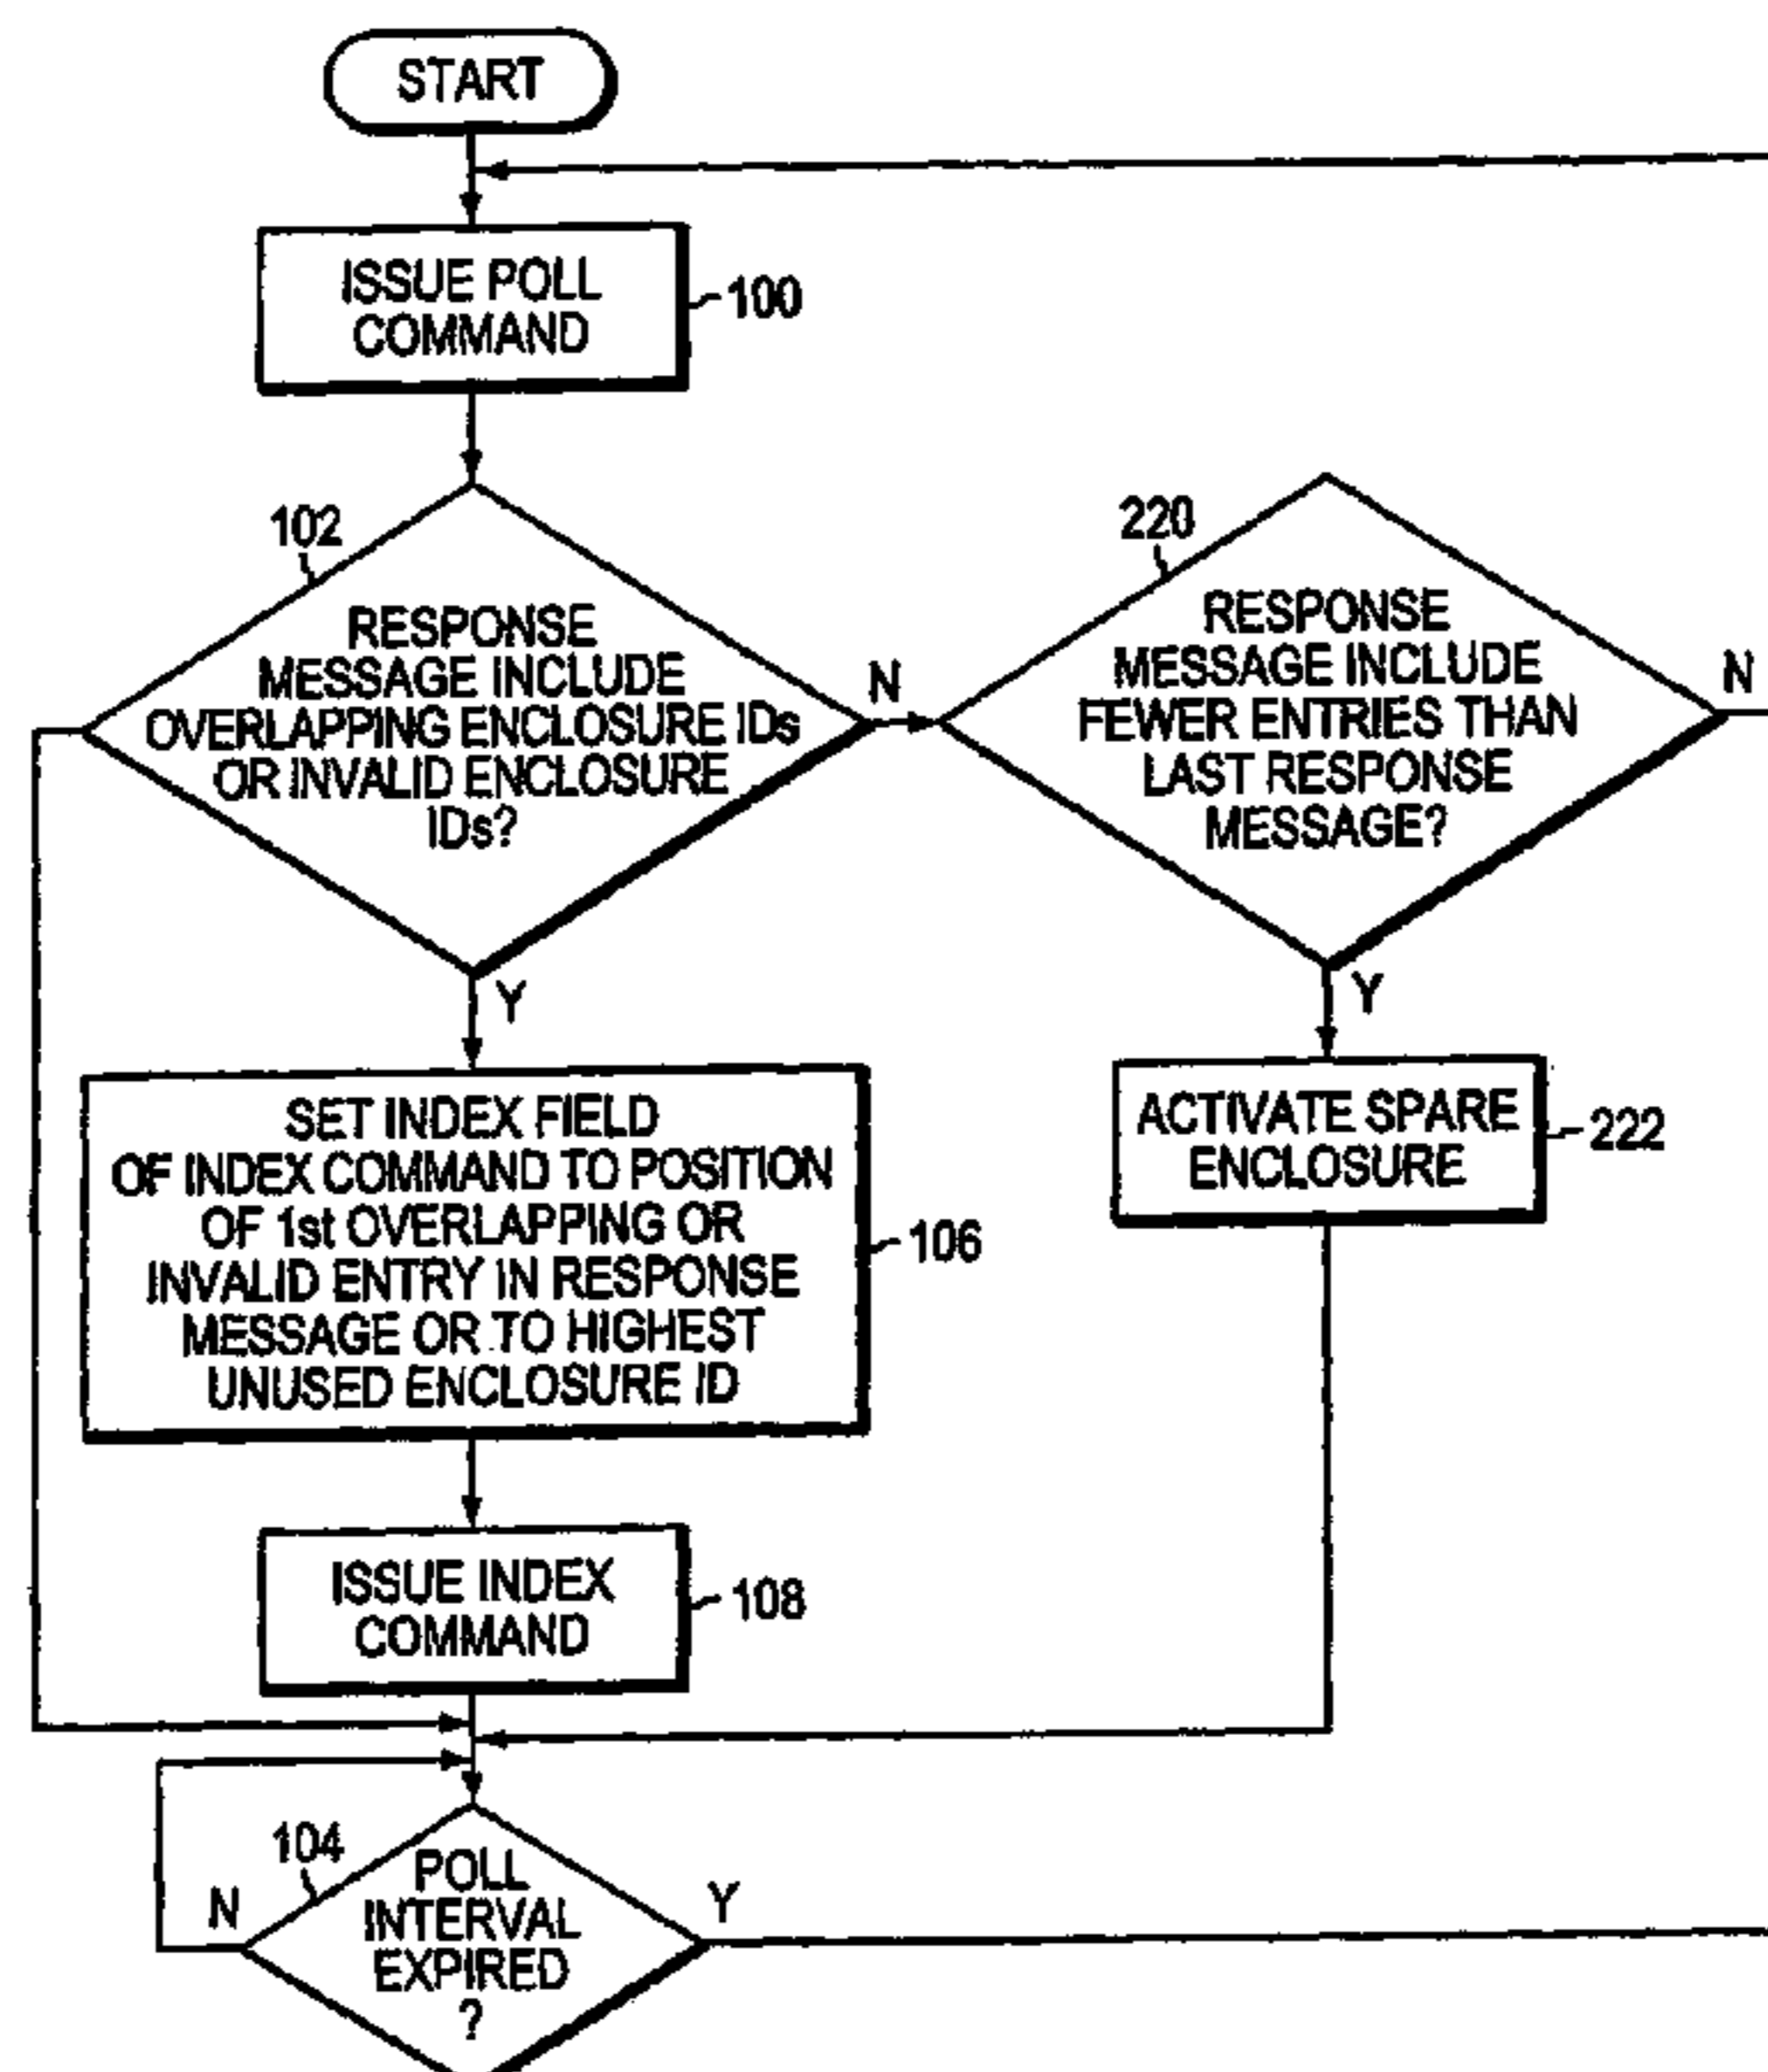 START
ISSUE POLL
COMMAND
100
102
RESPONSE
MESSAGE INCLUDE
OVERLAPPING ENCLOSURE IDs
OR INVALID ENCLOSURE
IDs?
N
Y
220
RESPONSE
MESSAGE INCLUDE
FEWER ENTRIES THAN
LAST RESPONSE
MESSAGE?
N
Y
SET INDEX FIELD
OF INDEX COMMAND TO POSITION
OF 1st OVERLAPPING OR
INVALID ENTRY IN RESPONSE
MESSAGE OR TO HIGHEST
UNUSED ENCLOSURE ID
106
ACTIVATE SPARE
ENCLOSURE
222
ISSUE INDEX
COMMAND
108
104
POLL
INTERVAL
EXPIRED
?
N
Y